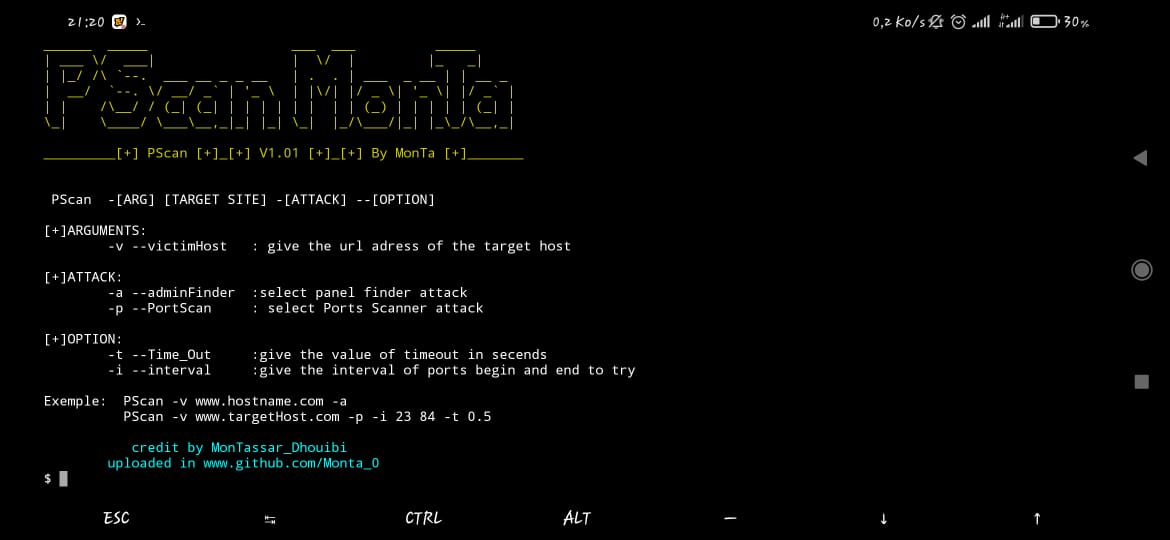 21:20
0,2 Ko/s 30%
PScan MonTa
[+] PScan [+]_[+] V1.01 [+]_[+] By MonTa [+]
PScan -[ARG] [TARGET SITE] -[ATTACK] --[OPTION]
[+]ARGUMENTS:
-v --victimHost : give the url adress of the target host
[+]ATTACK:
-a --adminFinder :select panel finder attack
-p --PortScan : select Ports Scanner attack
[+]OPTION:
-t --Time_Out :give the value of timeout in secends
-i --interval :give the interval of ports begin and end to try
Exemple: PScan -v www.hostname.com -a
PScan -v www.targetHost.com -p -i 23 84 -t 0.5
credit by MonTassar_Dhouibi
uploaded in www.github.com/Monta_0
$
ESC ↹ CTRL ALT — ↓ ↑